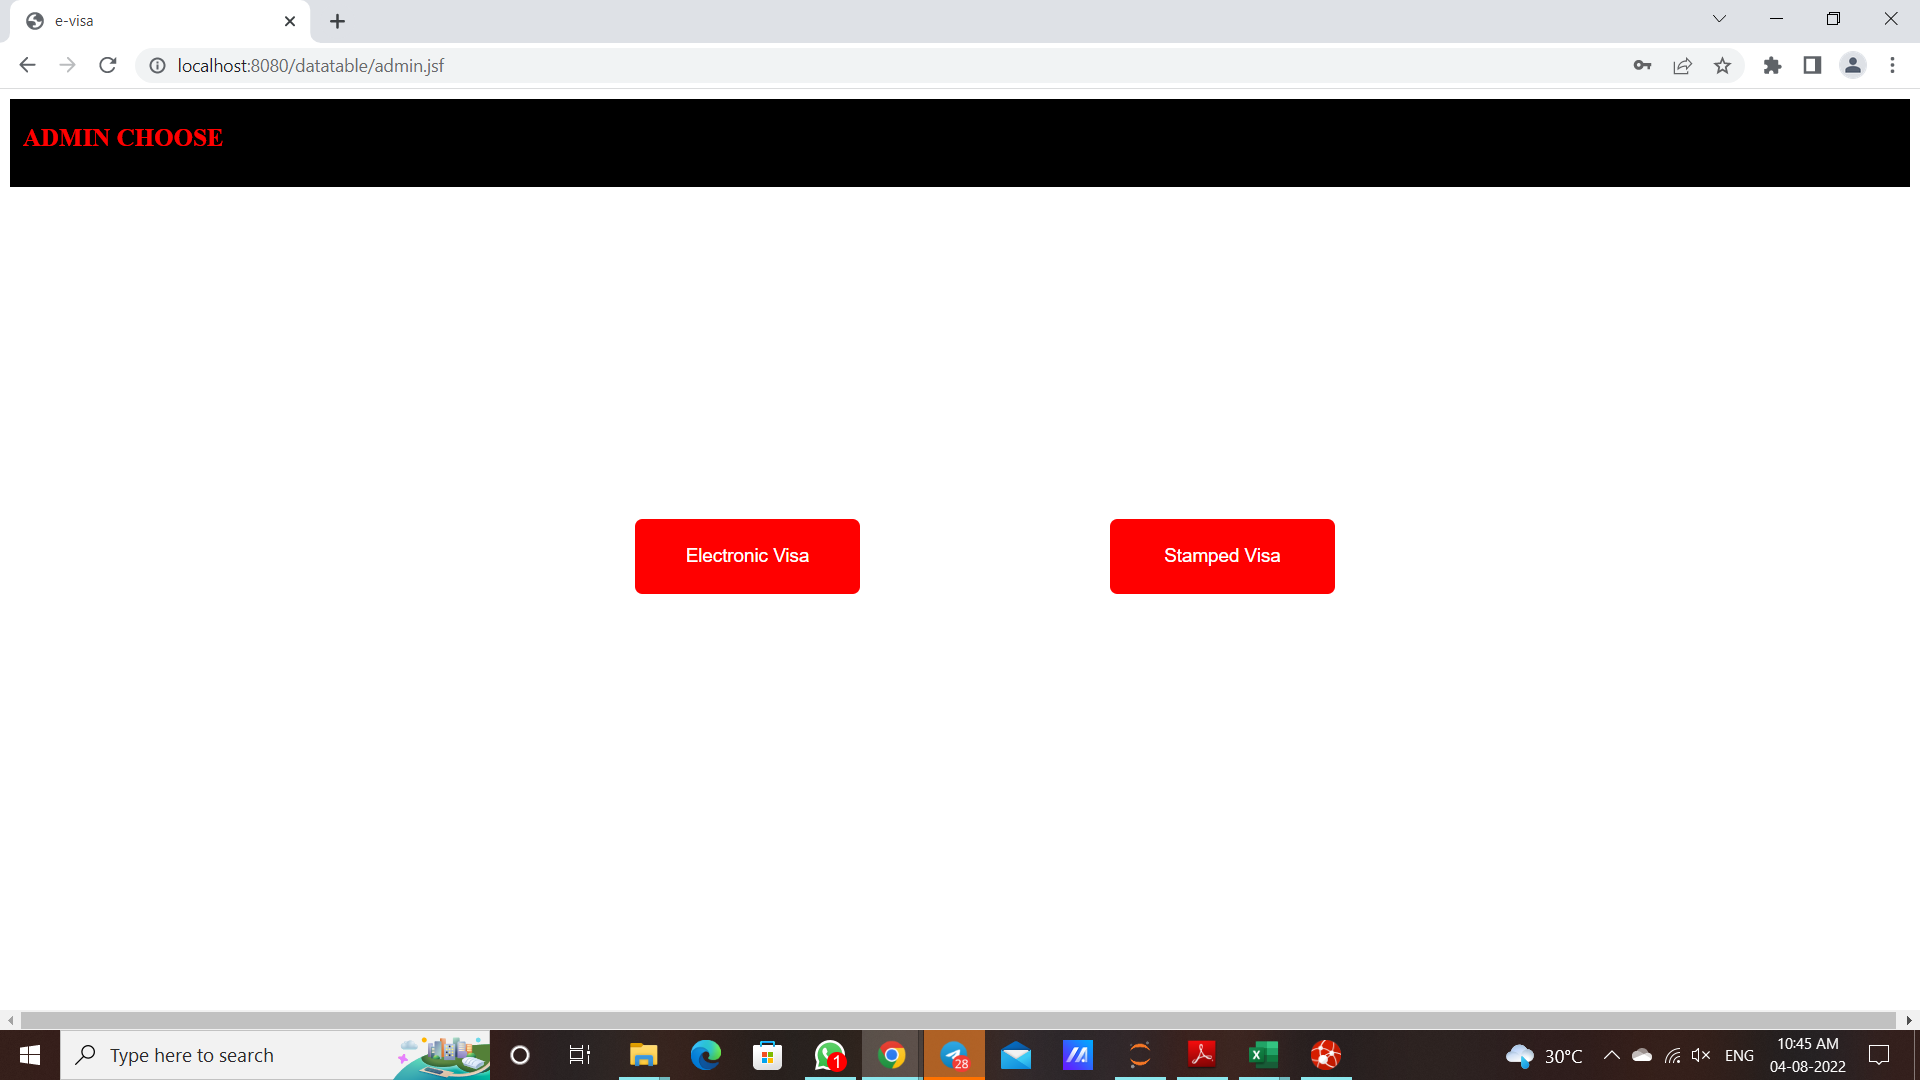 e-visa
localhost:8080/datatable/admin.jsf
ADMIN CHOOSE
Electronic Visa
Stamped Visa
Type here to search
1
28
30°C
ENG
10:45 AM
04-08-2022